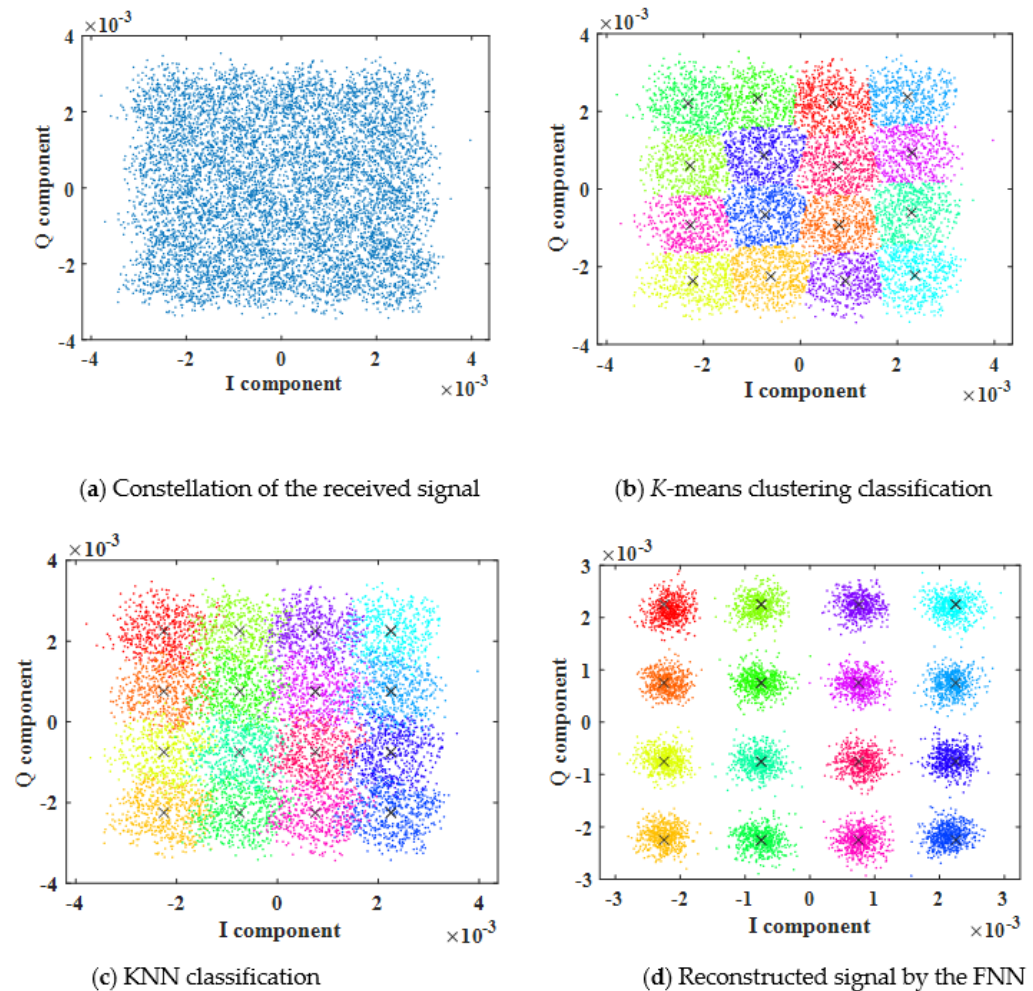 ×10⁻³
4
2
0
-2
-4
Q component
-4 -2 0 2 4
I component
×10⁻³
×10⁻³
4
2
0
-2
-4
Q component
-4 -2 0 2 4
I component
×10⁻³
(a) Constellation of the received signal
(b) K-means clustering classification
×10⁻³
4
2
0
-2
-4
Q component
-4 -2 0 2 4
I component
×10⁻³
×10⁻³
3
2
1
0
-1
-2
-3
Q component
-3 -2 -1 0 1 2 3
I component
×10⁻³
(c) KNN classification
(d) Reconstructed signal by the FNN